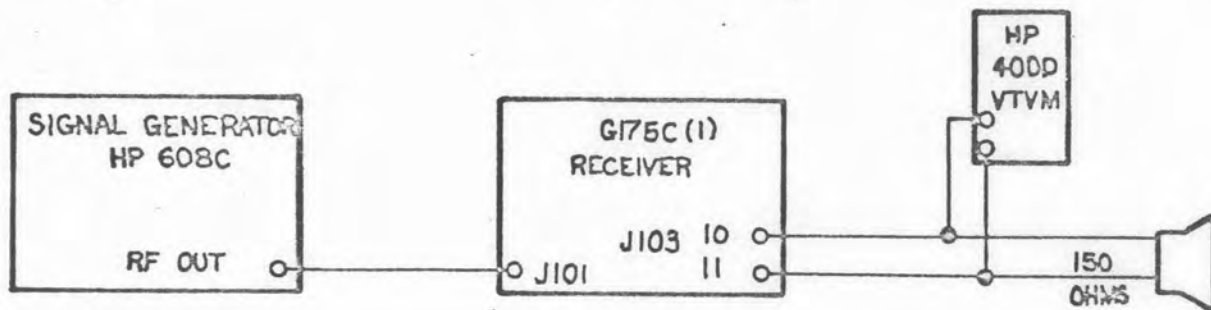 SIGNAL GENERATOR
HP 608C
RF OUT
G175C(1)
RECEIVER
J101
J103 10
11
HP
400D
VTVM
150
OHMS